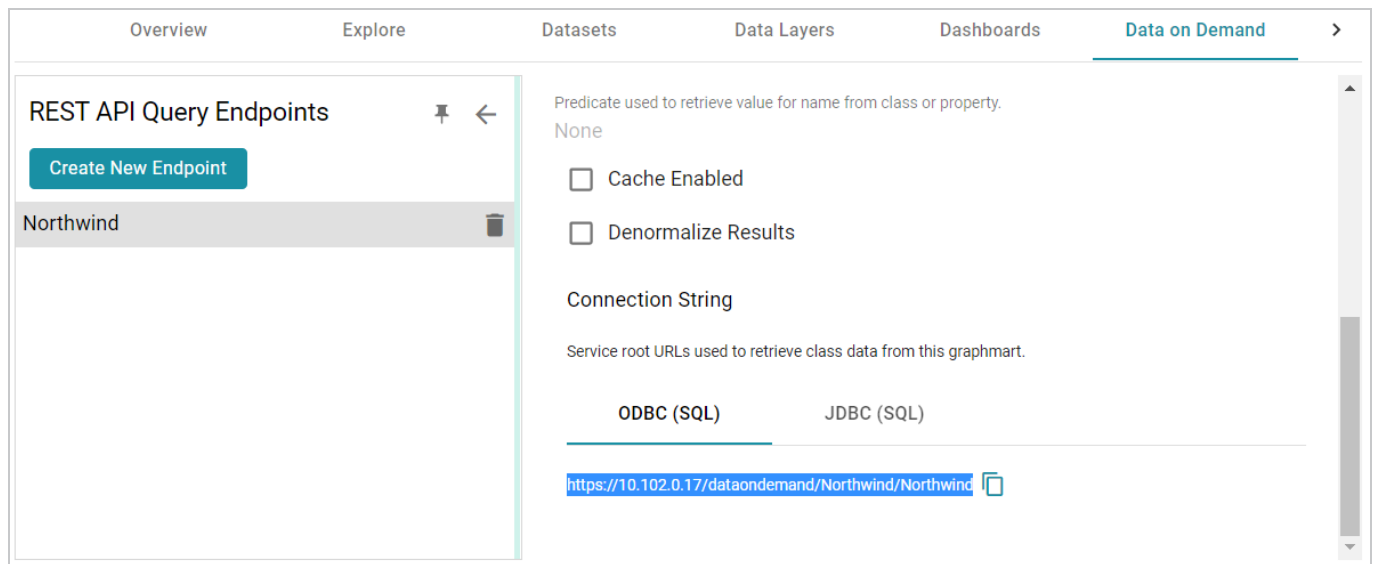 Overview Explore Datasets Data Layers Dashboards Data on Demand
REST API Query Endpoints
Create New Endpoint
Northwind
Predicate used to retrieve value for name from class or property.
None
Cache Enabled
Denormalize Results
Connection String
Service root URLs used to retrieve class data from this graphmart.
ODBC (SQL) JDBC (SQL)
https://10.102.0.17/dataondemand/Northwind/Northwind